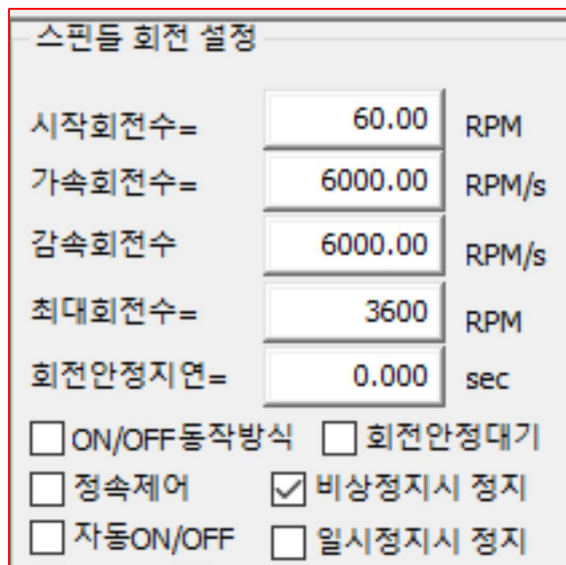 스핀들 회전 설정
시작회전수= 60.00 RPM
가속회전수= 6000.00 RPM/s
감속회전수 6000.00 RPM/s
최대회전수= 3600 RPM
회전안정지연= 0.000 sec
ON/OFF동작방식 회전안정대기
정속제어 비상정지시 정지
자동ON/OFF 일시정지시 정지